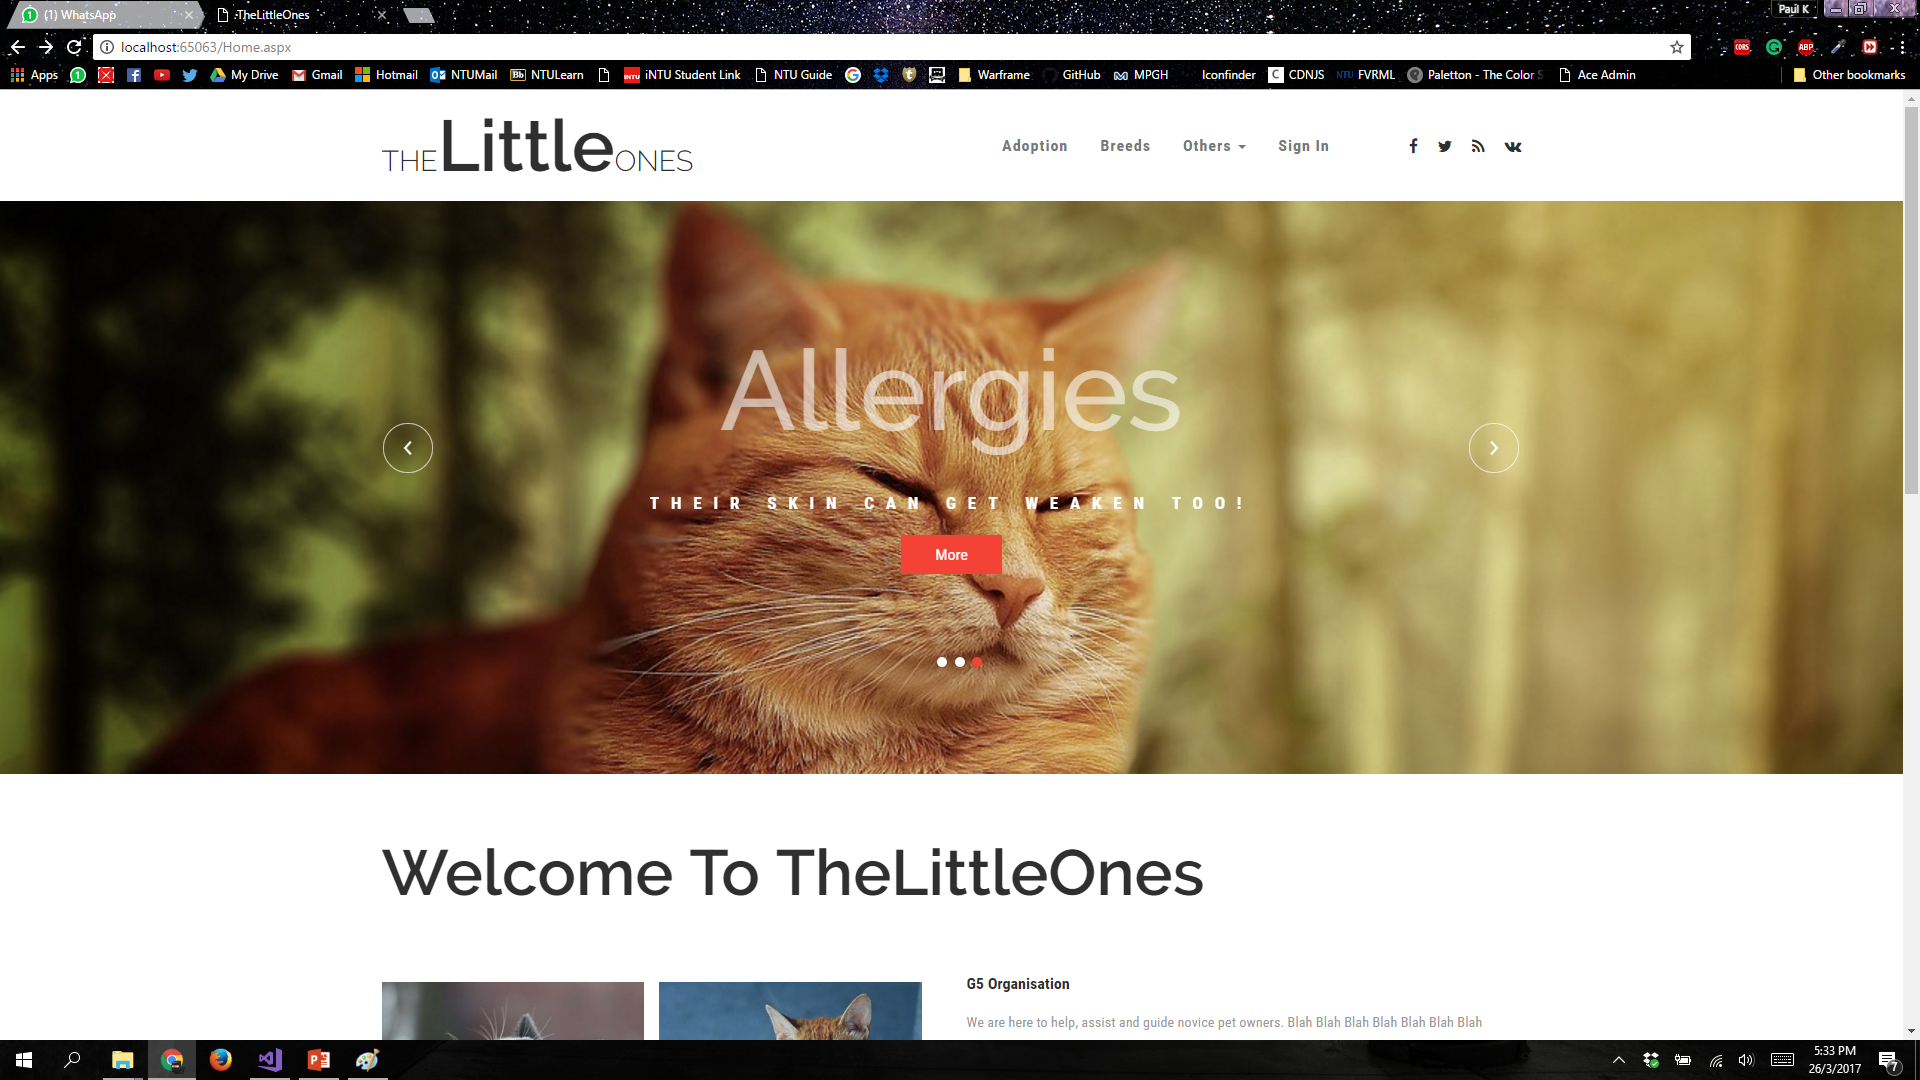 (1) WhatsApp
TheLittleOnes
Paul K
localhost:65063/Home.aspx
Apps
My Drive
Gmail
Hotmail
NTUMail
NTULearn
iNTU Student Link
NTU Guide
Warframe
GitHub
MPGH
Iconfinder
CDNJS
FVRML
Paletton - The Color S
Ace Admin
Other bookmarks
THELittleONES
Adoption
Breeds
Others
Sign In
Allergies
THEIR SKIN CAN GET WEAKEN TOO!
More
Welcome To TheLittleOnes
G5 Organisation
We are here to help, assist and guide novice pet owners. Blah Blah Blah Blah Blah Blah Blah
5:33 PM
26/3/2017
7